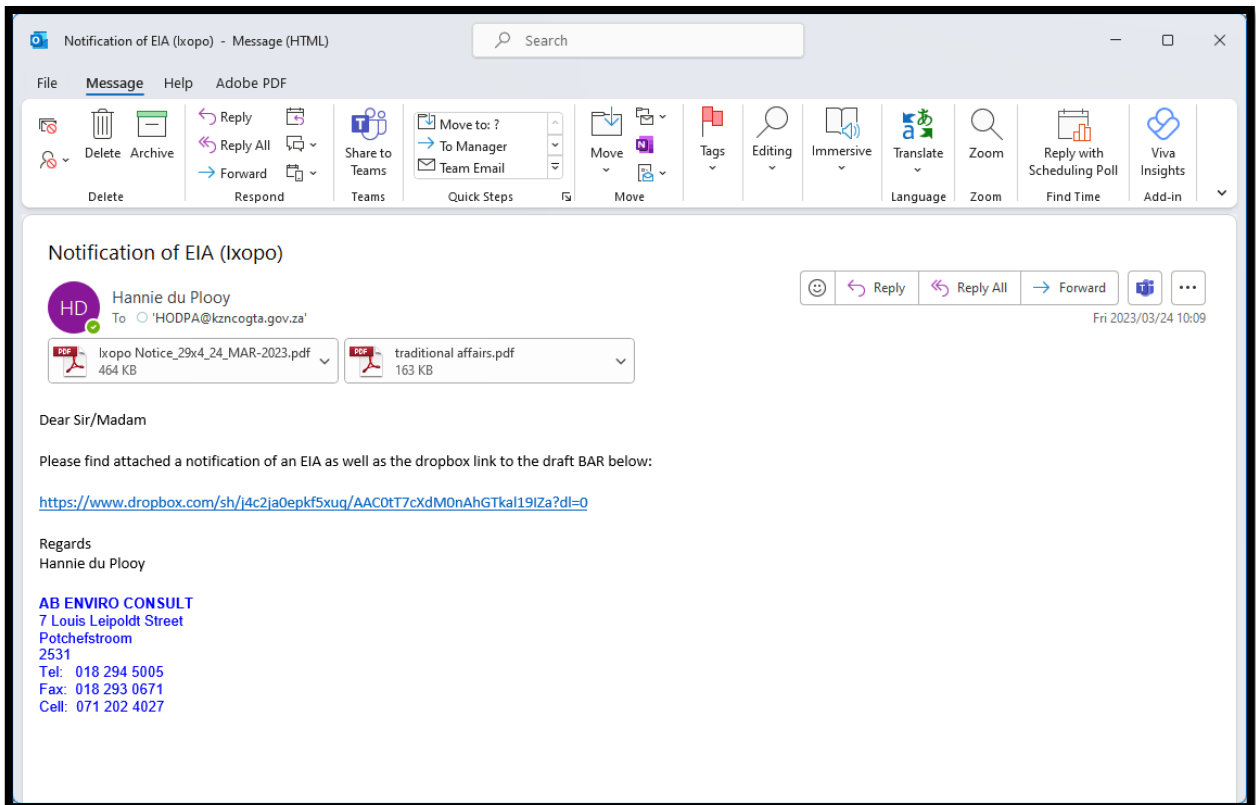 Notification of EIA (Ixopo) - Message (HTML)
Search
File Message Help Adobe PDF
Delete Archive
Reply
Reply All
Forward
Share to
Teams
Move to: ?
To Manager
Team Email
Move
Tags
Editing
Immersive
Translate
Zoom
Reply with
Scheduling Poll
Viva
Insights
Delete Respond Teams Quick Steps Move Language Zoom Find Time Add-in
Notification of EIA (Ixopo)
HD
Hannie du Plooy
To 'HODPA@kzncogta.gov.za'
Reply Reply All Forward
Fri 2023/03/24 10:09
PDF Ixopo Notice_29x4_24_MAR-2023.pdf
464 KB
PDF traditional affairs.pdf
163 KB
Dear Sir/Madam
Please find attached a notification of an EIA as well as the dropbox link to the draft BAR below:
https://www.dropbox.com/sh/j4c2ja0epkf5xuq/AAC0tT7cXdM0nAhGTkal19IZa?dl=0
Regards
Hannie du Plooy
AB ENVIRO CONSULT
7 Louis Leipoldt Street
Potchefstroom
2531
Tel: 018 294 5005
Fax: 018 293 0671
Cell: 071 202 4027